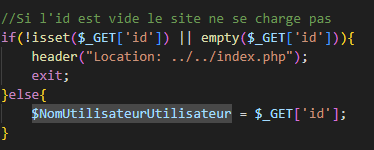 //Si l'id est vide le site ne se charge pas
if(!isset($_GET['id']) || empty($_GET['id'])){
    header("Location: ../../index.php");
    exit;
}else{
    $NomUtilisateurUtilisateur = $_GET['id'];
}